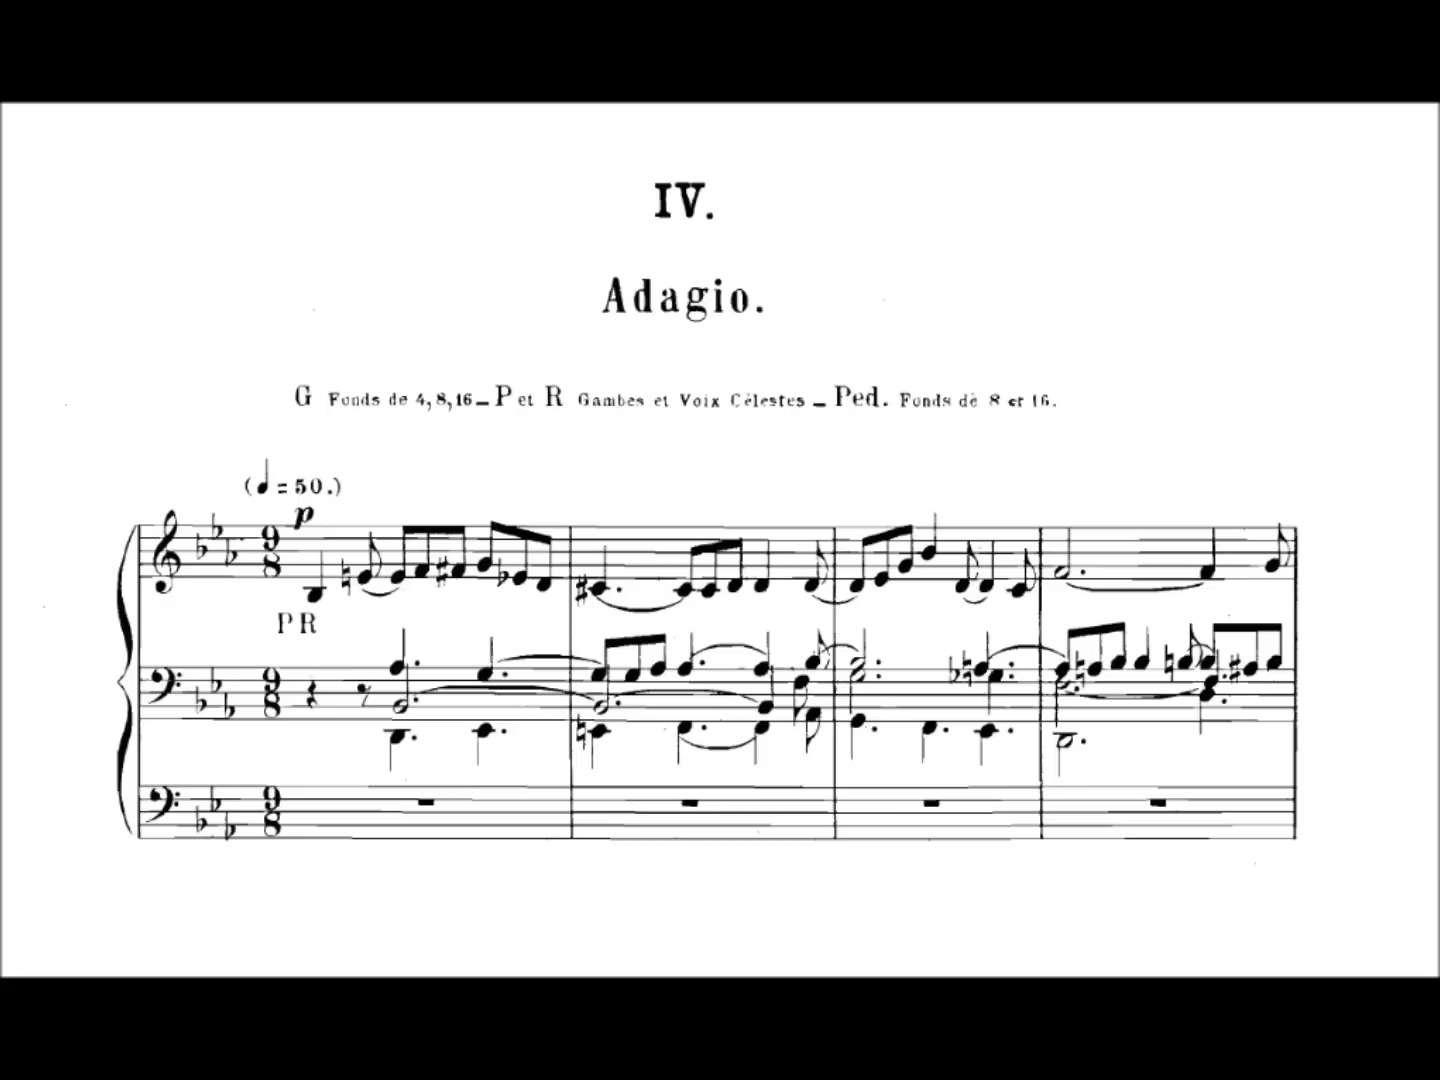 IV.
Adagio.
G Fonds de 4, 8, 16 _ P et R Gambes et Voix Célestes _ Ped. Fonds de 8 et 16.
(♩ = 50.)
p
9
8
PR
9
8
9
8